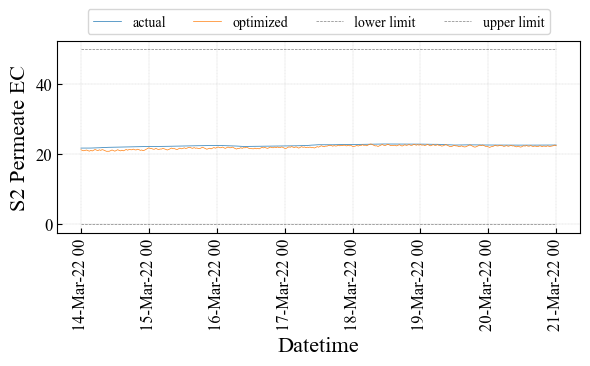 actual optimized lower limit upper limit
S2 Permeate EC
40
20
0
14-Mar-22 00
15-Mar-22 00
16-Mar-22 00
17-Mar-22 00
18-Mar-22 00
19-Mar-22 00
20-Mar-22 00
21-Mar-22 00
Datetime